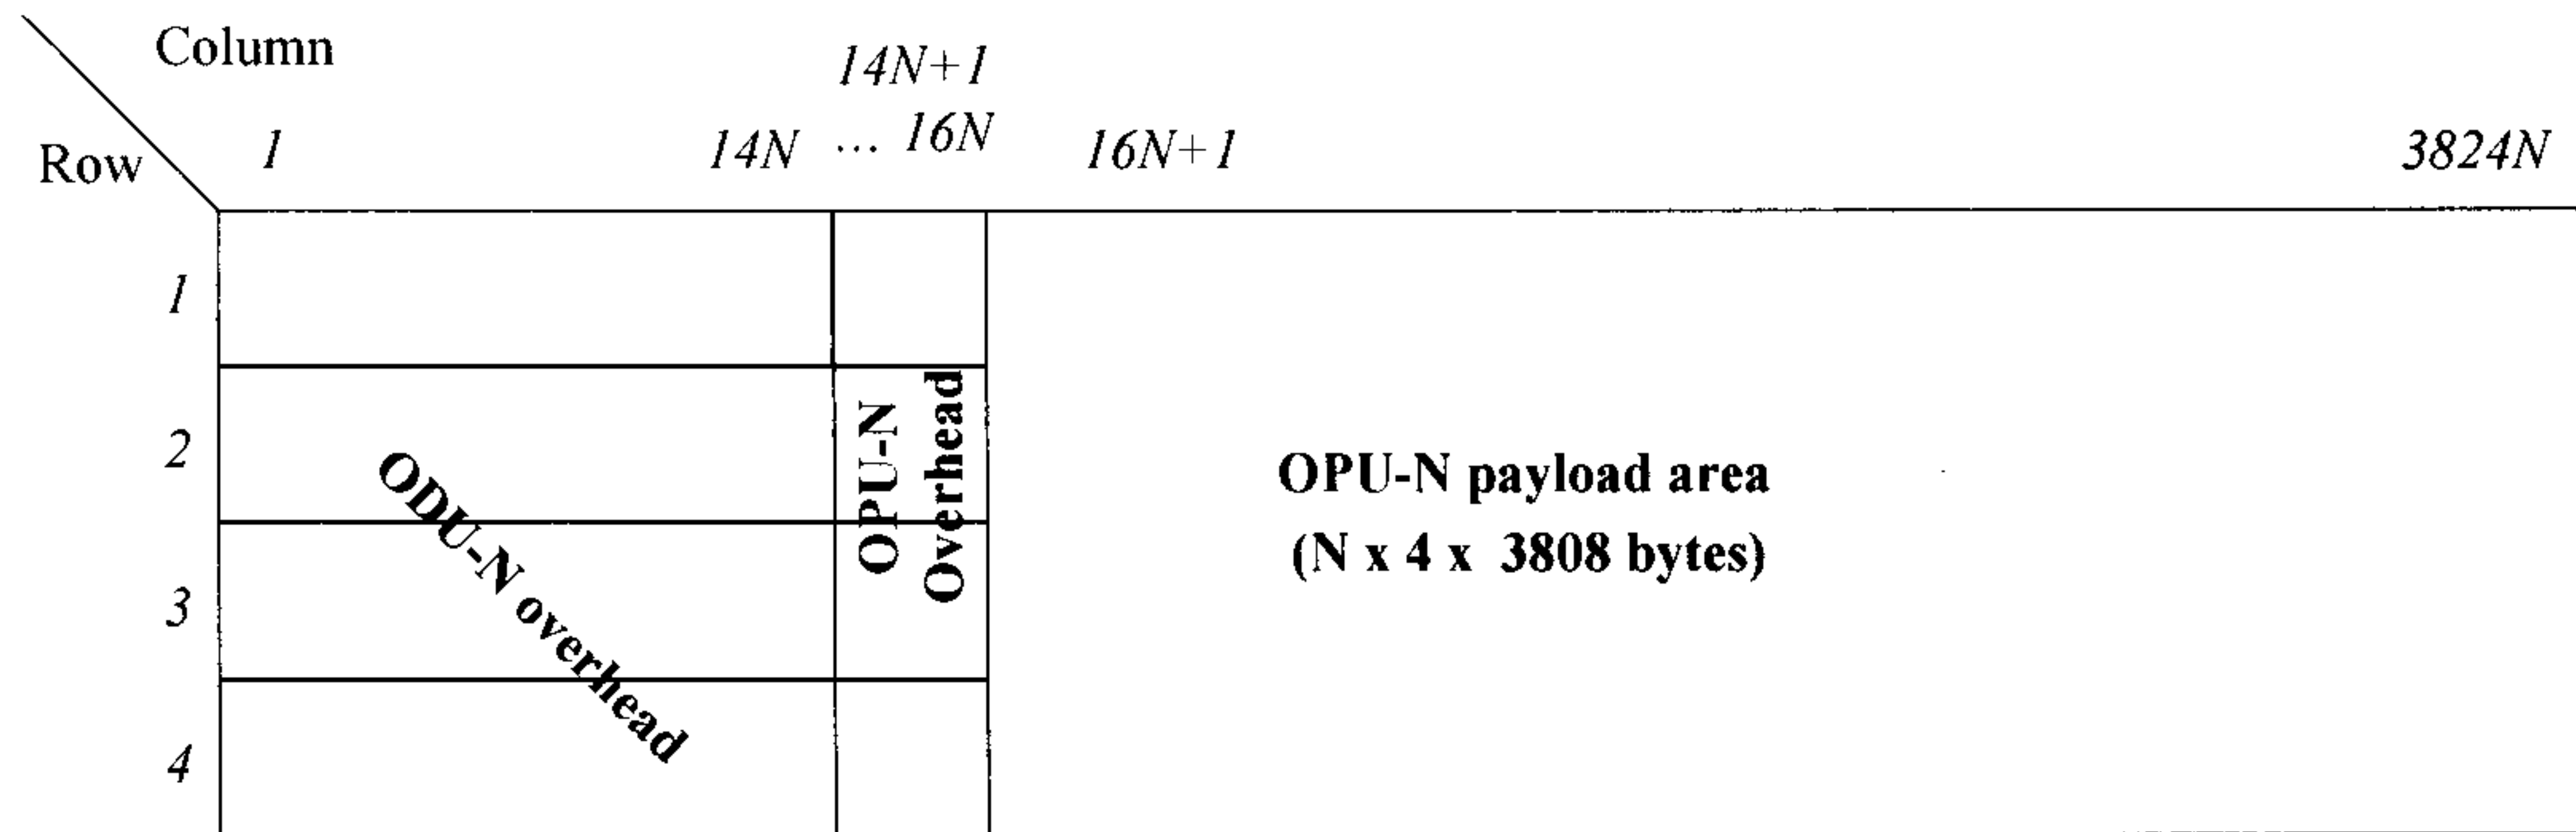 Column
14N+1
Row 1 14N ... 16N 16N+1 3824N
1
2
3
4
ODU-N overhead
OPU-N
Overhead
OPU-N payload area
(N x 4 x 3808 bytes)